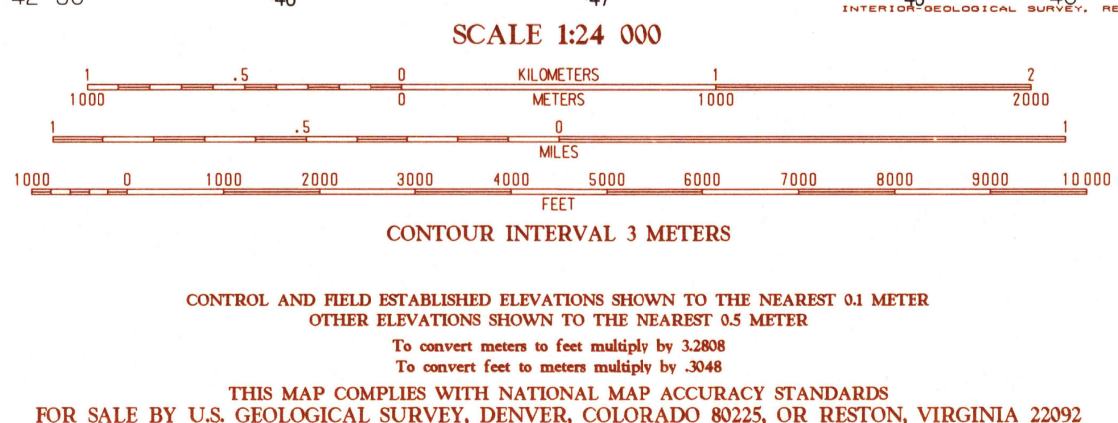 INTERIOR-GEOLOGICAL SURVEY, RE
SCALE 1:24 000
1 .5 0 KILOMETERS 1 2
1000 0 METERS 1000 2000
1 .5 0 1
MILES
1000 0 1000 2000 3000 4000 5000 6000 7000 8000 9000 10 000
FEET
CONTOUR INTERVAL 3 METERS
CONTROL AND FIELD ESTABLISHED ELEVATIONS SHOWN TO THE NEAREST 0.1 METER
OTHER ELEVATIONS SHOWN TO THE NEAREST 0.5 METER
To convert meters to feet multiply by 3.2808
To convert feet to meters multiply by .3048
THIS MAP COMPLIES WITH NATIONAL MAP ACCURACY STANDARDS
FOR SALE BY U.S. GEOLOGICAL SURVEY, DENVER, COLORADO 80225, OR RESTON, VIRGINIA 22092